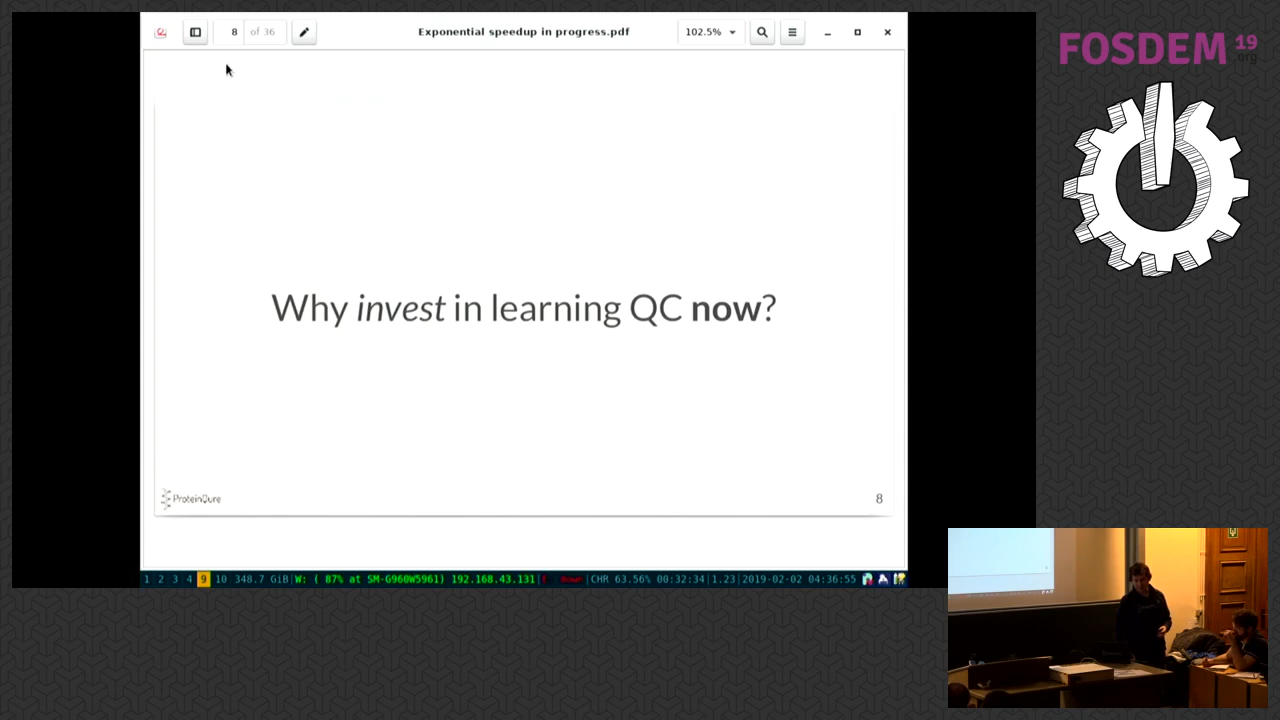 8 of 36
Exponential speedup in progress.pdf
102.5%
FOSDEM 19
.org
Why invest in learning QC now?
ProteinQure
8
1 2 3 4 9 10 348.7 GiB|W: ( 87% at SM-G960W5961) 192.168.43.131| E: down|CHR 63.56% 00:32:34|1.23|2019-02-02 04:36:55